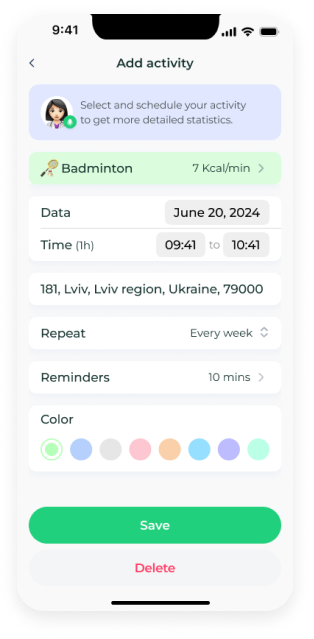 9:41
Add activity
Select and schedule your activity
to get more detailed statistics.
Badminton 7 Kcal/min
Data June 20, 2024
Time (1h) 09:41 to 10:41
181, Lviv, Lviv region, Ukraine, 79000
Repeat Every week
Reminders 10 mins
Color
Save
Delete